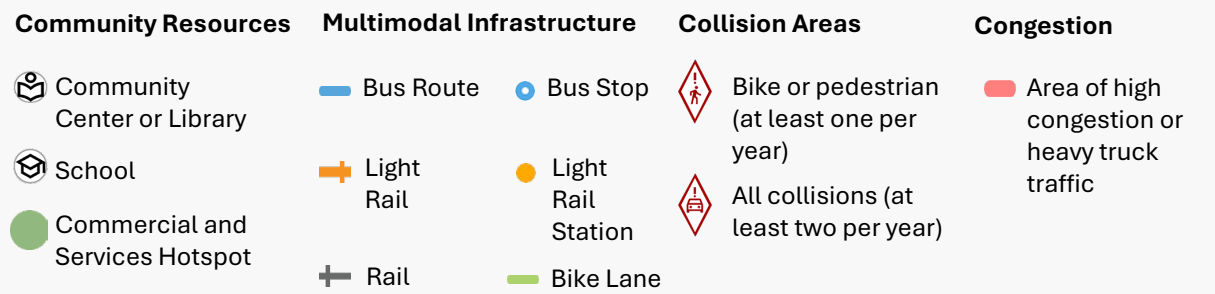 Community Resources
Community
Center or Library
School
Commercial and
Services Hotspot
Multimodal Infrastructure
Bus Route
Bus Stop
Light
Rail
Light
Rail
Station
Rail
Bike Lane
Collision Areas
Bike or pedestrian
(at least one per
year)
All collisions (at
least two per year)
Congestion
Area of high
congestion or
heavy truck
traffic